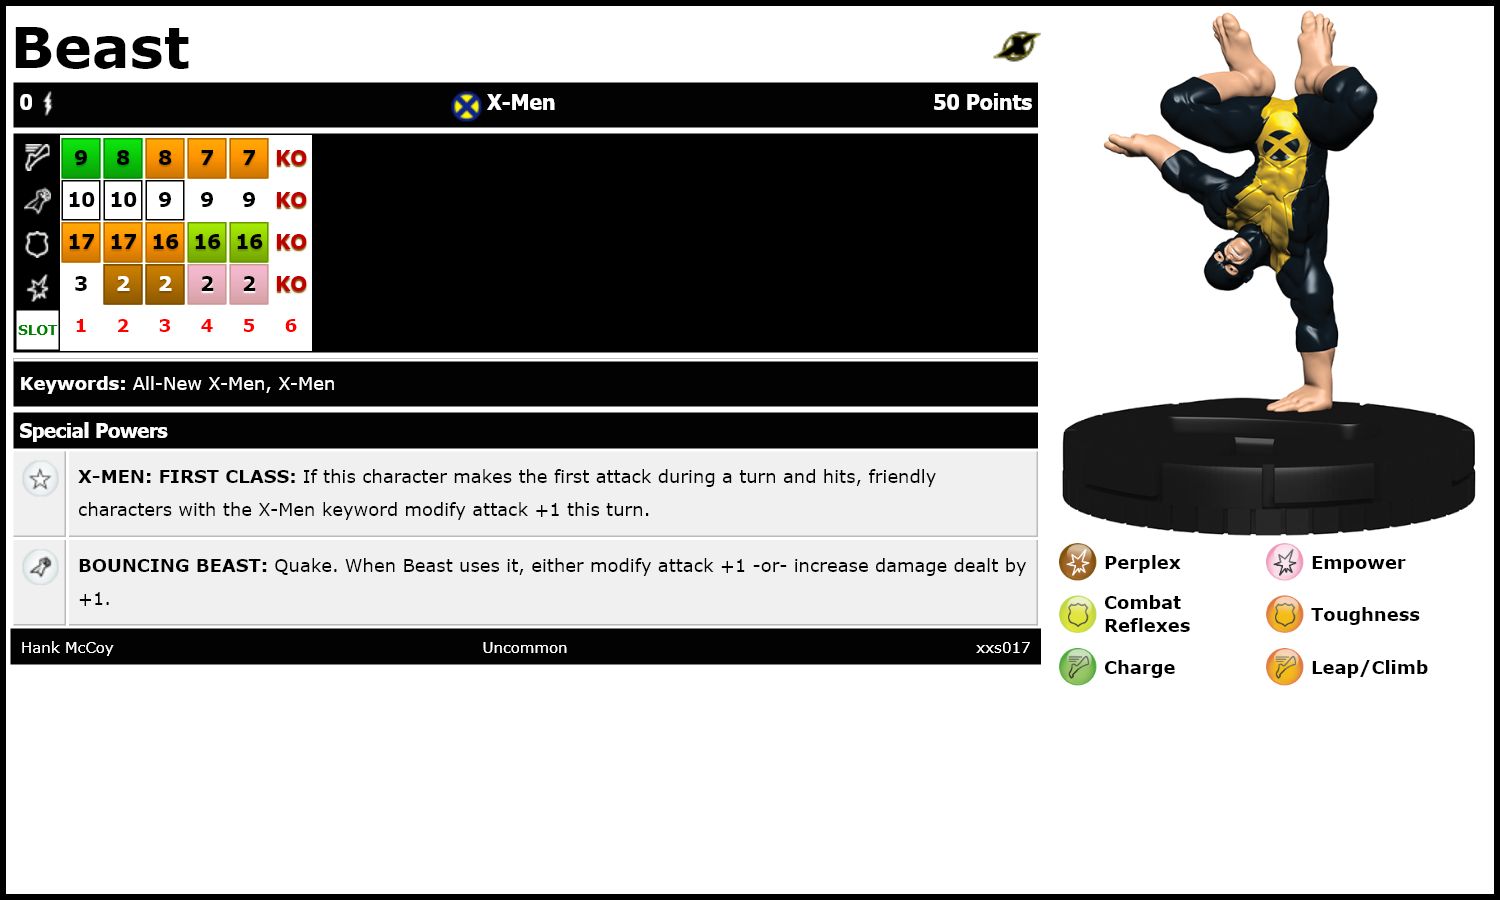 Beast
0 X-Men 50 Points
9 8 8 7 7 KO
10 10 9 9 9 KO
17 17 16 16 16 KO
3 2 2 2 2 KO
SLOT 1 2 3 4 5 6
Keywords: All-New X-Men, X-Men
Special Powers
X-MEN: FIRST CLASS: If this character makes the first attack during a turn and hits, friendly
characters with the X-Men keyword modify attack +1 this turn.
BOUNCING BEAST: Quake. When Beast uses it, either modify attack +1 -or- increase damage dealt by
+1.
Hank McCoy Uncommon xxs017
Perplex Empower
Combat
Reflexes Toughness
Charge Leap/Climb